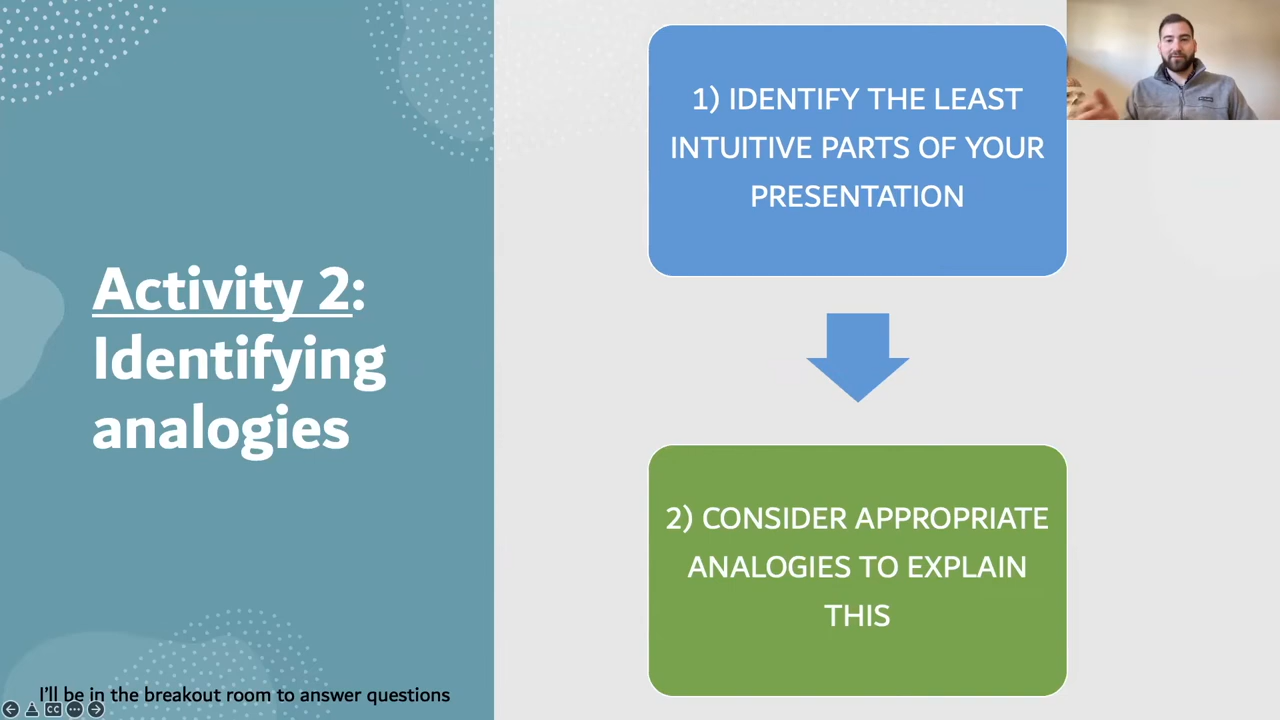 Activity 2:
Identifying
analogies
I'll be in the breakout room to answer questions
CC
1) IDENTIFY THE LEAST
INTUITIVE PARTS OF YOUR
PRESENTATION
2) CONSIDER APPROPRIATE
ANALOGIES TO EXPLAIN
THIS